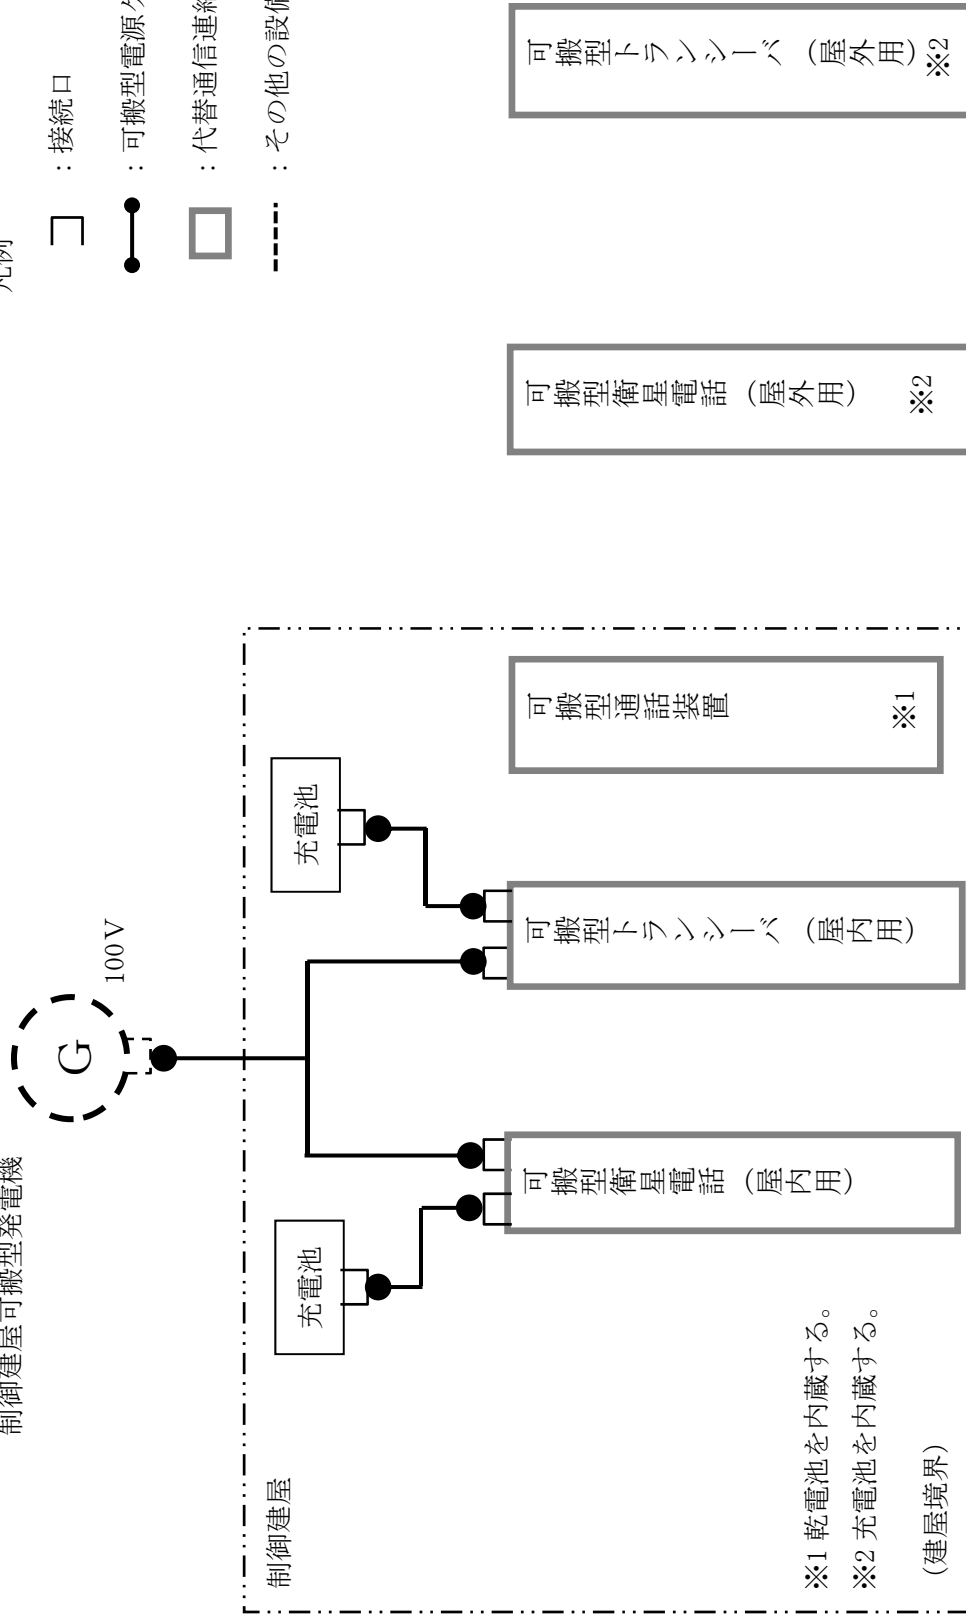 制御建屋可搬型発電機
G
100V
凡例
：接続口
：可搬型電源ケ
：代替通信連絡
：その他の設備
制御建屋
充電池
充電池
可搬型衛星電話（屋内用）
可搬型トランシーバ（屋内用）
可搬型通話装置
※1
可搬型衛星電話（屋外用）
※2
可搬型トランシーバ（屋外用）
※2
※1 乾電池を内蔵する。
※2 充電池を内蔵する。
（建屋境界）